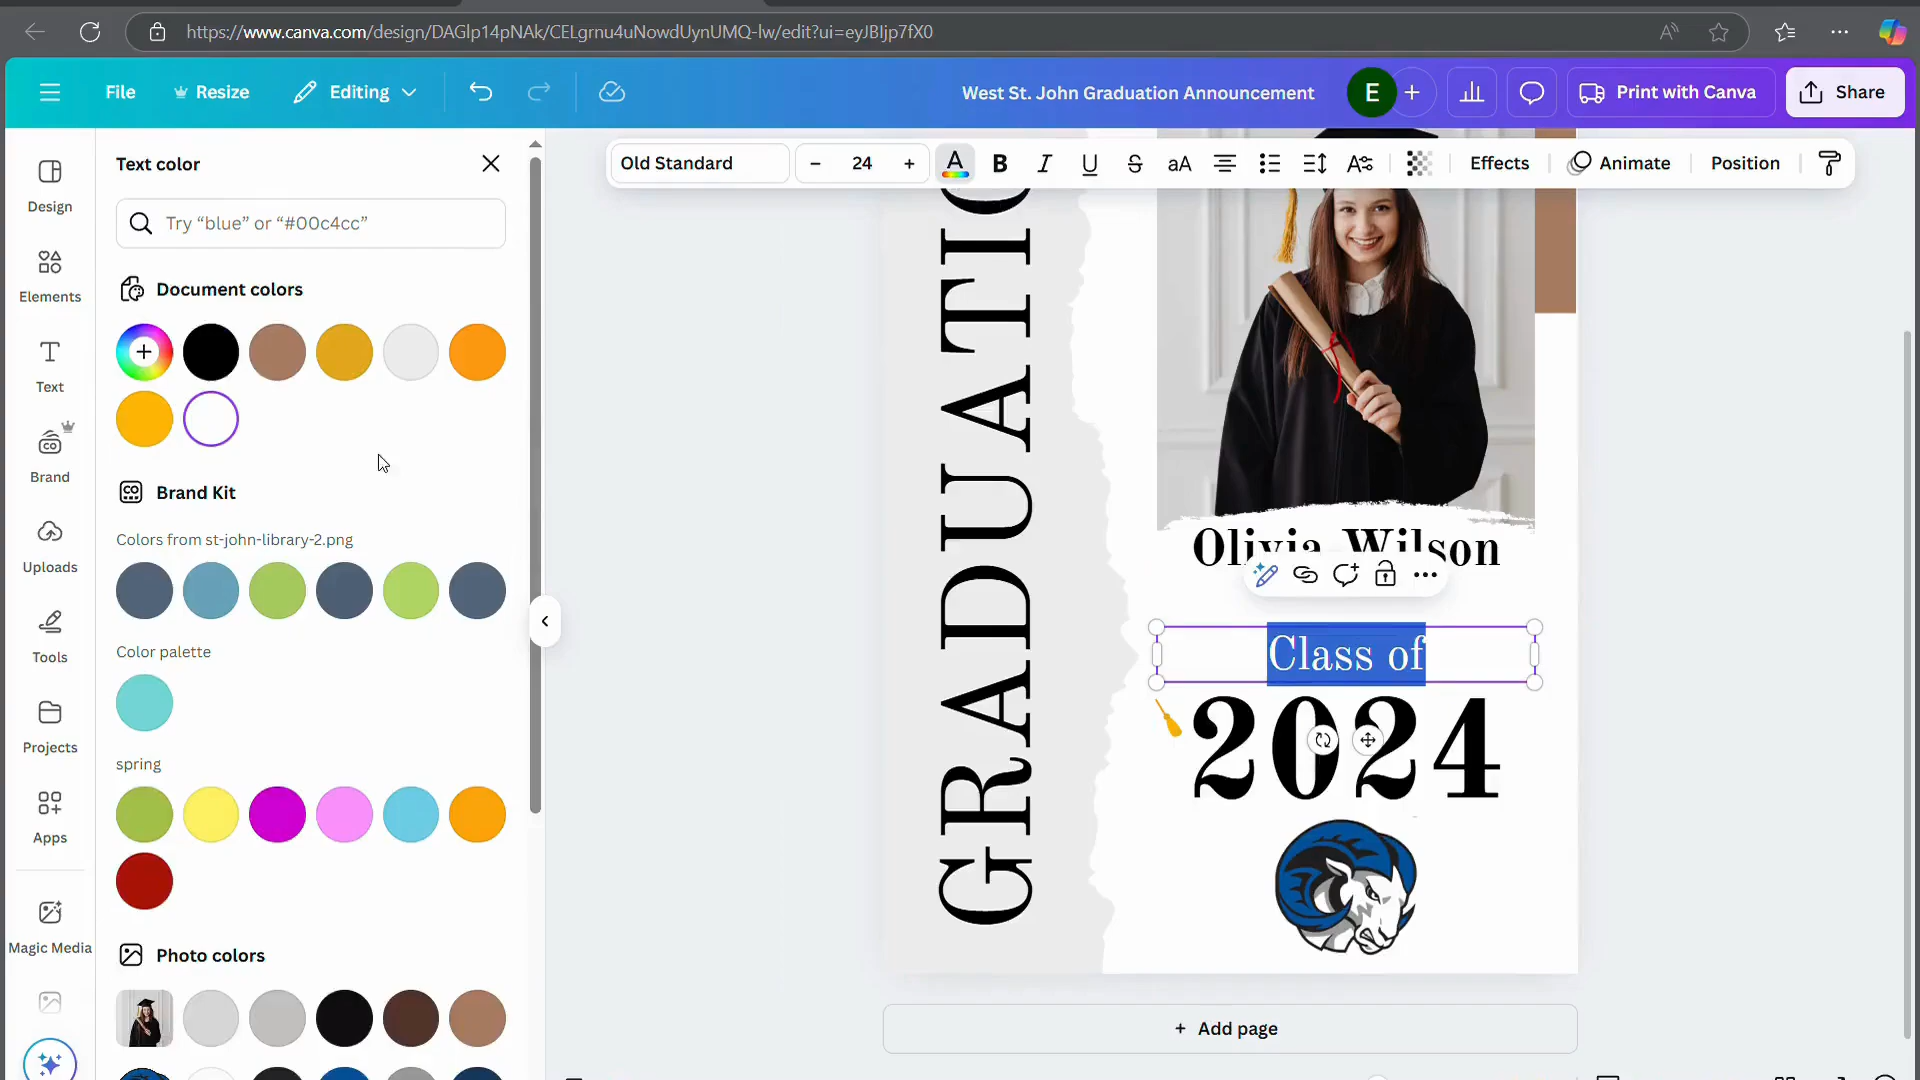 https://www.canva.com/design/DAGlp14pNAk/CELgrnu4uNowdUynUMQ-lw/edit?ui=eyJBIjp7fX0
File
Resize
Editing
West St. John Graduation Announcement
E
Print with Canva
Share
Old Standard
– 24 +
A
B
I
U
S
aA
Effects
Animate
Position
Design
Elements
Text
Brand
Uploads
Tools
Projects
Apps
Magic Media
Text color
Try “blue” or “#00c4cc”
Document colors
Brand Kit
Colors from st-john-library-2.png
Color palette
spring
Photo colors
GRADUATIO
Olivia Wilson
Class of
2024
+ Add page